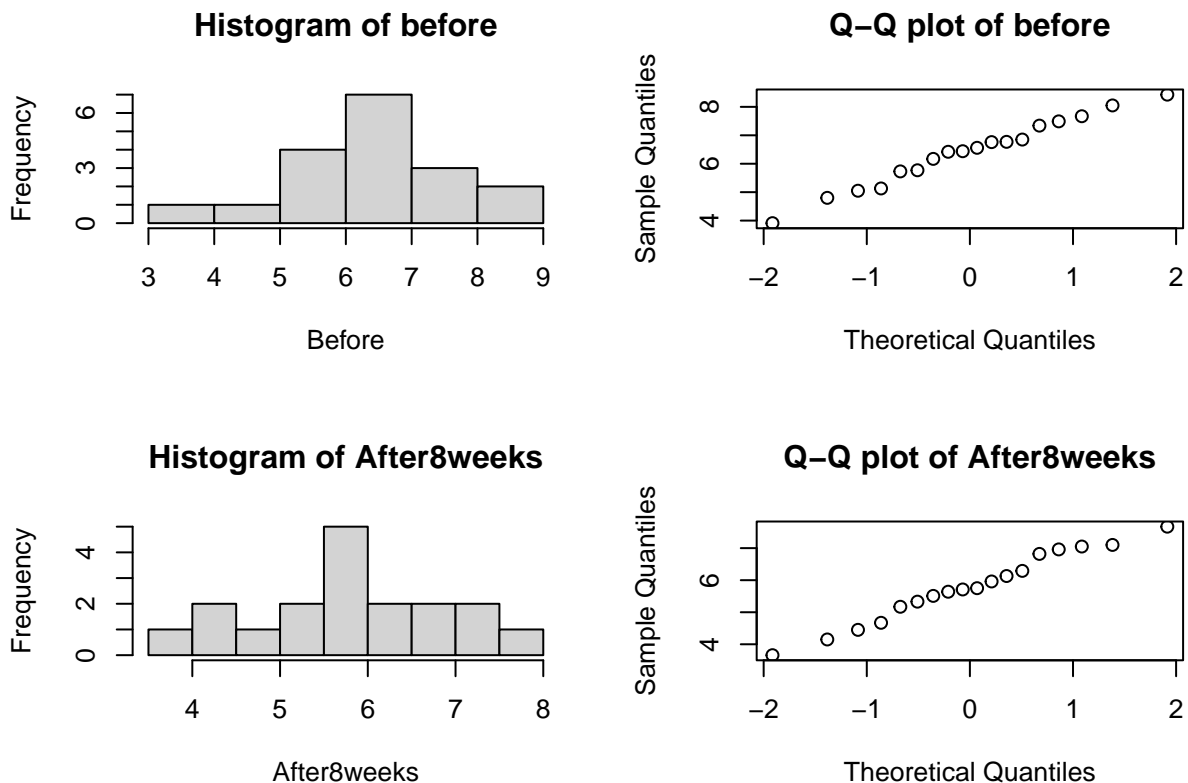 Histogram of before
Frequency
0 3 6
3 4 5 6 7 8 9
Before
Q−Q plot of before
Sample Quantiles
4 6 8
−2 −1 0 1 2
Theoretical Quantiles
Histogram of After8weeks
Frequency
0 2 4
4 5 6 7 8
After8weeks
Q−Q plot of After8weeks
Sample Quantiles
4 6
−2 −1 0 1 2
Theoretical Quantiles